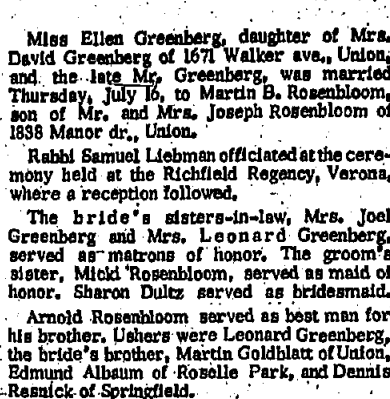 Miss Ellen Greenberg, daughter of Mrs.
David Greenberg of 1671 Walker ave., Union,
and the late Mr. Greenberg, was married
Thursday, July 16, to Martin B. Rosenbloom,
son of Mr. and Mrs. Joseph Rosenbloom of
1838 Manor dr., Union.
Rabbi Samuel Liebman officiated at the cere-
mony held at the Richfield Regency, Verona,
where a reception followed.
The bride's sisters-in-law, Mrs. Joel
Greenberg and Mrs. Leonard Greenberg,
served as matrons of honor. The groom's
sister, Micki Rosenbloom, served as maid of
honor. Sharon Dultz served as bridesmaid.
Arnold Rosenbloom served as best man for
his brother. Ushers were Leonard Greenberg,
the bride's brother, Martin Goldblatt of Union,
Edmund Albaum of Roselle Park, and Dennis
Resnick of Springfield.